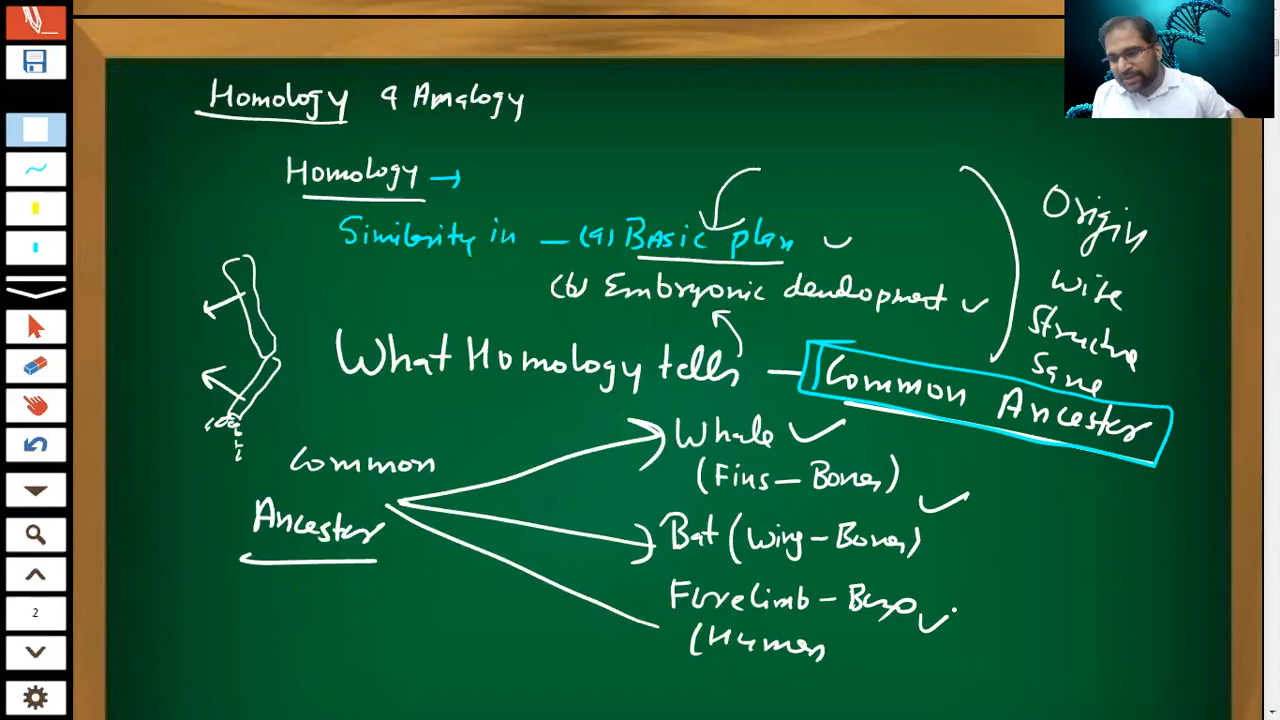 Homology & Analogy
Homology →
Similarity in — (a) Basic plan
(b) Embryonic development
What Homology tells — Common Ancestor
Origin
wise
Structure
Same
Common
Ancestor
Whale
(Fins — Bones)
Bat (Wing — Bones)
Forelimb —
(Human
2